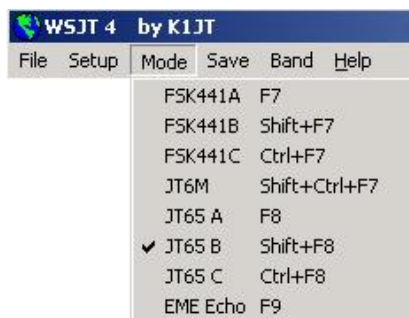 WSJT 4 by K1JT
File Setup Mode Save Band Help
FSK441A F7
FSK441B Shift+F7
FSK441C Ctrl+F7
JT6M Shift+Ctrl+F7
JT65 A F8
JT65 B Shift+F8
JT65 C Ctrl+F8
EME Echo F9